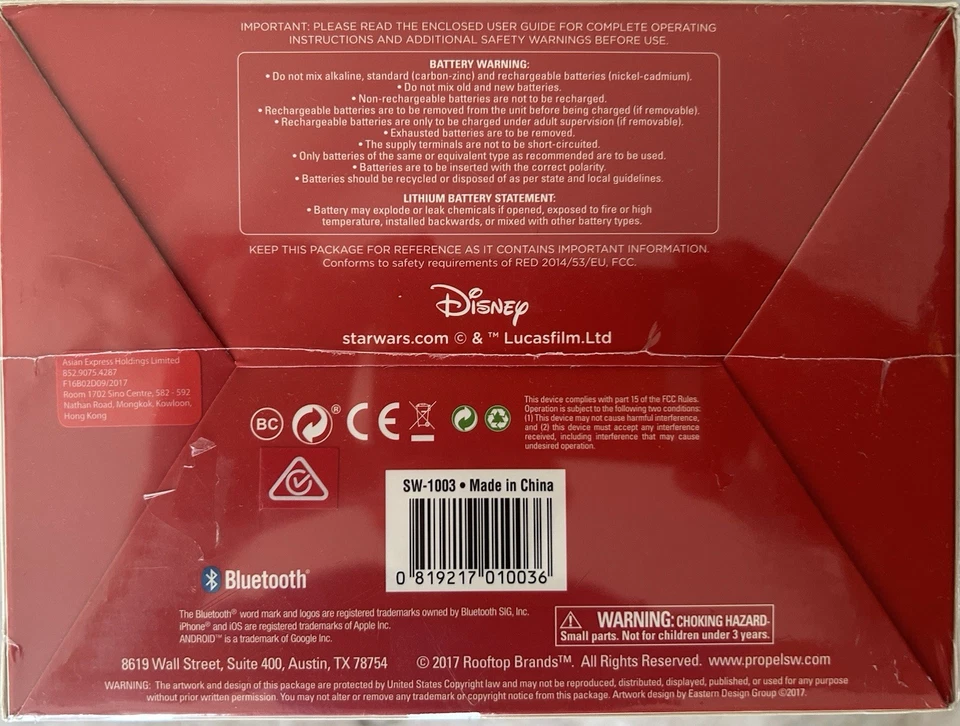 IMPORTANT: PLEASE READ THE ENCLOSED USER GUIDE FOR COMPLETE OPERATING
INSTRUCTIONS AND ADDITIONAL SAFETY WARNINGS BEFORE USE.
BATTERY WARNING:
• Do not mix alkaline, standard (carbon-zinc) and rechargeable batteries (nickel-cadmium).
• Do not mix old and new batteries.
• Non-rechargeable batteries are not to be recharged.
• Rechargeable batteries are to be removed from the unit before being charged (if removable).
• Rechargeable batteries are only to be charged under adult supervision (if removable).
• Exhausted batteries are to be removed.
• The supply terminals are not to be short-circuited.
• Only batteries of the same or equivalent type as recommended are to be used.
• Batteries are to be inserted with the correct polarity.
• Batteries should be recycled or disposed of as per state and local guidelines.
LITHIUM BATTERY STATEMENT:
• Battery may explode or leak chemicals if opened, exposed to fire or high
temperature, installed backwards, or mixed with other battery types.
KEEP THIS PACKAGE FOR REFERENCE AS IT CONTAINS IMPORTANT INFORMATION.
Conforms to safety requirements of RED 2014/53/EU, FCC.
Disney
starwars.com © & ™ Lucasfilm.Ltd
Asian Express Holdings Limited
852.9075.4287
F16B02D09/2017
Room 1702 Sino Centre, 582 - 592
Nathan Road, Mongkok, Kowloon,
Hong Kong
BC ® CE
This device complies with part 15 of the FCC Rules.
Operation is subject to the following two conditions:
(1) This device may not cause harmful interference,
and (2) this device must accept any interference
received, including interference that may cause
undesired operation.
SW-1003 • Made in China
0 819217 010036
Bluetooth®
The Bluetooth® word mark and logos are registered trademarks owned by Bluetooth SIG, Inc.
iPhone® and iOS are registered trademarks of Apple Inc.
ANDROID™ is a trademark of Google Inc.
WARNING: CHOKING HAZARD-
Small parts. Not for children under 3 years.
8619 Wall Street, Suite 400, Austin, TX 78754 © 2017 Rooftop Brands™. All Rights Reserved. www.propelsw.com
WARNING: The artwork and design of this package are protected by United States Copyright law and may not be reproduced, distributed, displayed, published, or used for any purpose
without prior written permission. You may not alter or remove any trademark or copyright notice from this package. Artwork design by Eastern Design Group ©2017.